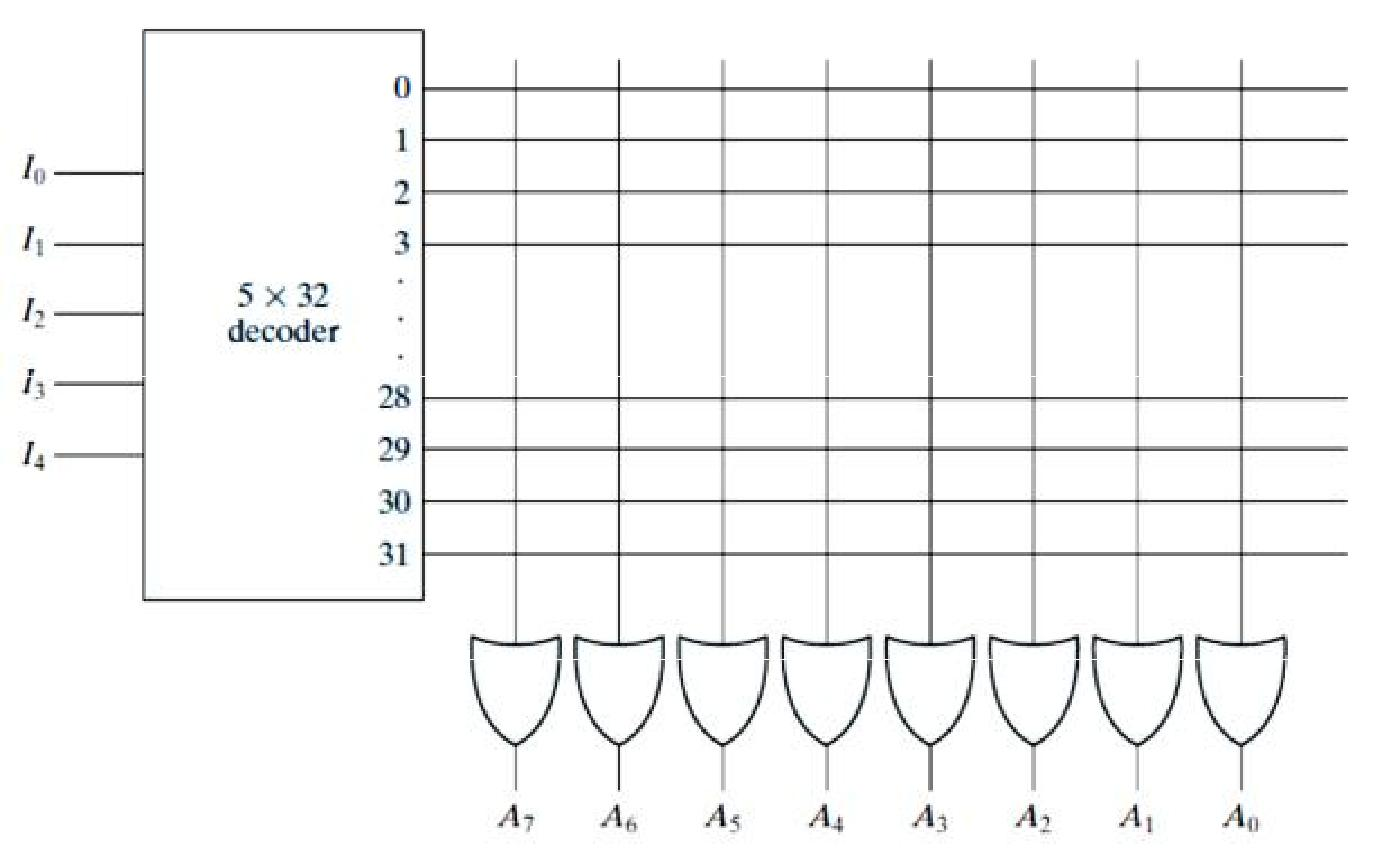 0
1
I₀
2
I₁
3
.
5 × 32
I₂
decoder
.
.
I₃
28
I₄
29
30
31
A₇ A₆ A₅ A₄ A₃ A₂ A₁ A₀